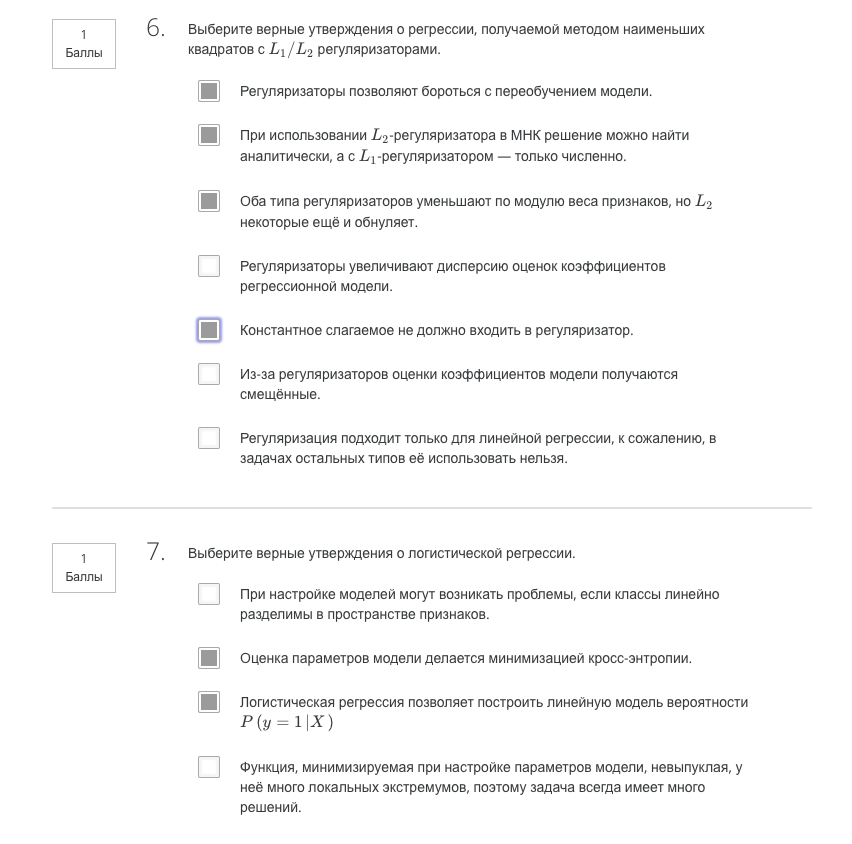 1
Баллы
6.
Выберите верные утверждения о регрессии, получаемой методом наименьших
квадратов с L₁/L₂ регуляризаторами.
Регуляризаторы позволяют бороться с переобучением модели.
При использовании L₂-регуляризатора в МНК решение можно найти
аналитически, а с L₁-регуляризатором — только численно.
Оба типа регуляризаторов уменьшают по модулю веса признаков, но L₂
некоторые ещё и обнуляет.
Регуляризаторы увеличивают дисперсию оценок коэффициентов
регрессионной модели.
Константное слагаемое не должно входить в регуляризатор.
Из-за регуляризаторов оценки коэффициентов модели получаются
смещённые.
Регуляризация подходит только для линейной регрессии, к сожалению, в
задачах остальных типов её использовать нельзя.
1
Баллы
7.
Выберите верные утверждения о логистической регрессии.
При настройке моделей могут возникать проблемы, если классы линейно
разделимы в пространстве признаков.
Оценка параметров модели делается минимизацией кросс-энтропии.
Логистическая регрессия позволяет построить линейную модель вероятности
P (y = 1 |X )
Функция, минимизируемая при настройке параметров модели, невыпуклая, у
неё много локальных экстремумов, поэтому задача всегда имеет много
решений.